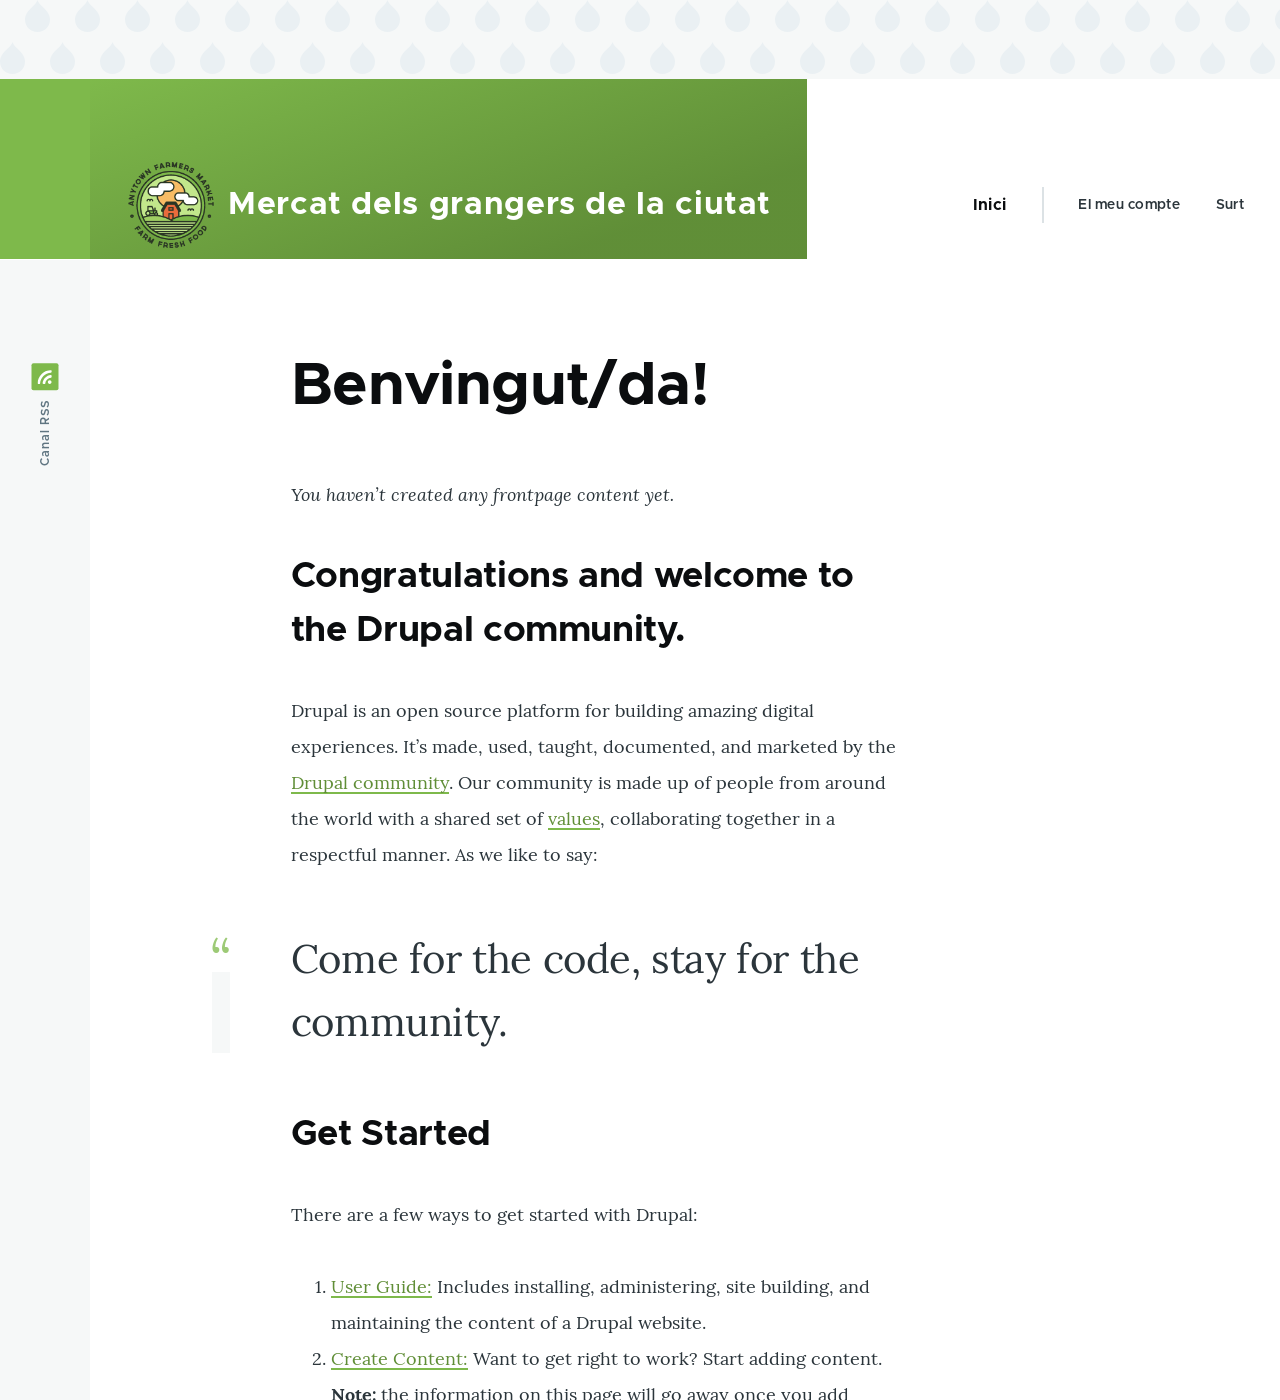 ANYTOWN FARMERS MARKET
FARM FRESH FOOD
Mercat dels grangers de la ciutat
Inici
El meu compte
Surt
Canal RSS
Benvingut/da!
You haven’t created any frontpage content yet.
Congratulations and welcome to
the Drupal community.
Drupal is an open source platform for building amazing digital
experiences. It’s made, used, taught, documented, and marketed by the
Drupal community. Our community is made up of people from around
the world with a shared set of values, collaborating together in a
respectful manner. As we like to say:
“
Come for the code, stay for the
community.
Get Started
There are a few ways to get started with Drupal:
1. User Guide: Includes installing, administering, site building, and
maintaining the content of a Drupal website.
2. Create Content: Want to get right to work? Start adding content.
Note: the information on this page will go away once you add